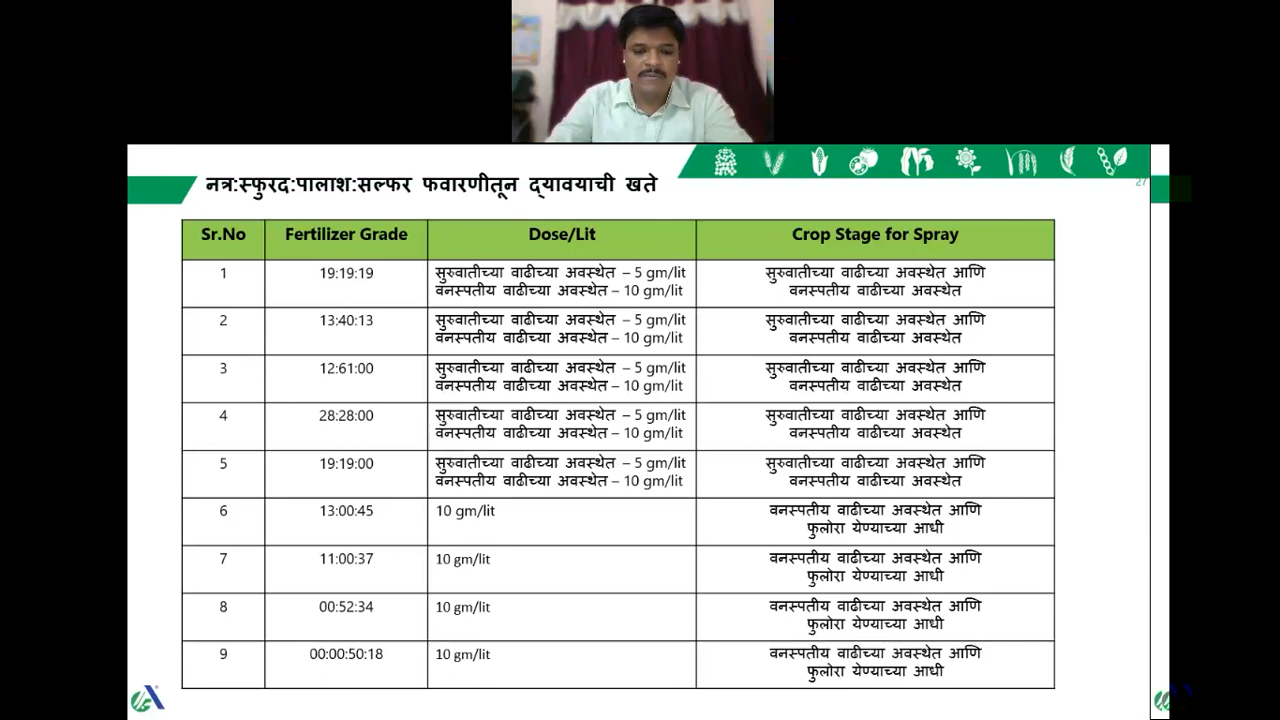 नत्र:स्फुरद:पालाश:सल्फर फवारणीतून द्यावयाची खते
27
Sr.No Fertilizer Grade Dose/Lit Crop Stage for Spray
1 19:19:19 सुरुवातीच्या वाढीच्या अवस्थेत – 5 gm/lit सुरुवातीच्या वाढीच्या अवस्थेत आणि
वनस्पतीय वाढीच्या अवस्थेत – 10 gm/lit वनस्पतीय वाढीच्या अवस्थेत
2 13:40:13 सुरुवातीच्या वाढीच्या अवस्थेत – 5 gm/lit सुरुवातीच्या वाढीच्या अवस्थेत आणि
वनस्पतीय वाढीच्या अवस्थेत – 10 gm/lit वनस्पतीय वाढीच्या अवस्थेत
3 12:61:00 सुरुवातीच्या वाढीच्या अवस्थेत – 5 gm/lit सुरुवातीच्या वाढीच्या अवस्थेत आणि
वनस्पतीय वाढीच्या अवस्थेत – 10 gm/lit वनस्पतीय वाढीच्या अवस्थेत
4 28:28:00 सुरुवातीच्या वाढीच्या अवस्थेत – 5 gm/lit सुरुवातीच्या वाढीच्या अवस्थेत आणि
वनस्पतीय वाढीच्या अवस्थेत – 10 gm/lit वनस्पतीय वाढीच्या अवस्थेत
5 19:19:00 सुरुवातीच्या वाढीच्या अवस्थेत – 5 gm/lit सुरुवातीच्या वाढीच्या अवस्थेत आणि
वनस्पतीय वाढीच्या अवस्थेत – 10 gm/lit वनस्पतीय वाढीच्या अवस्थेत
6 13:00:45 10 gm/lit वनस्पतीय वाढीच्या अवस्थेत आणि
फुलोरा येण्याच्या आधी
7 11:00:37 10 gm/lit वनस्पतीय वाढीच्या अवस्थेत आणि
फुलोरा येण्याच्या आधी
8 00:52:34 10 gm/lit वनस्पतीय वाढीच्या अवस्थेत आणि
फुलोरा येण्याच्या आधी
9 00:00:50:18 10 gm/lit वनस्पतीय वाढीच्या अवस्थेत आणि
फुलोरा येण्याच्या आधी